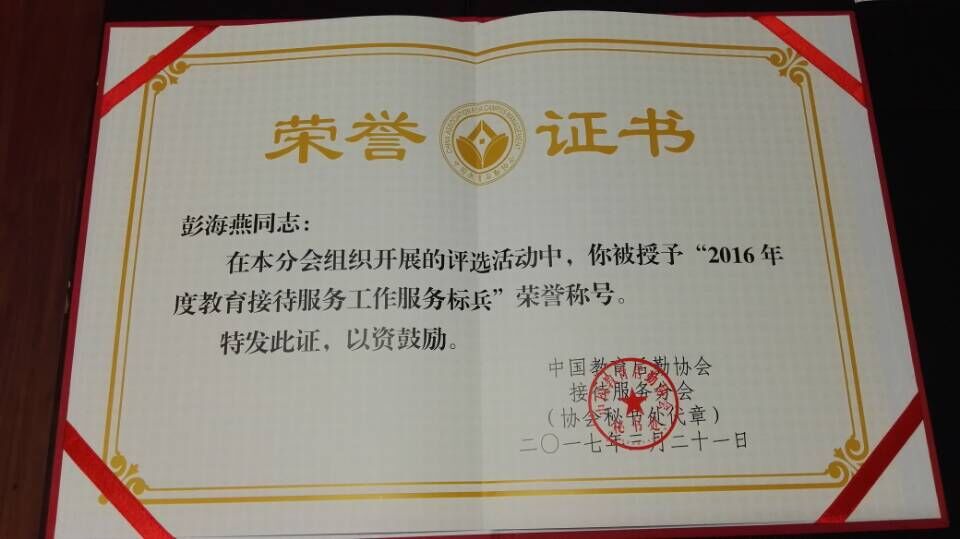 荣誉证书
彭海燕同志：
在本分会组织开展的评选活动中，你被授予“2016年
度教育接待服务工作服务标兵”荣誉称号。
特发此证，以资鼓励。
中国教育后勤协会
接待服务分会
（协会秘书处代章）
二〇一七年三月二十一日